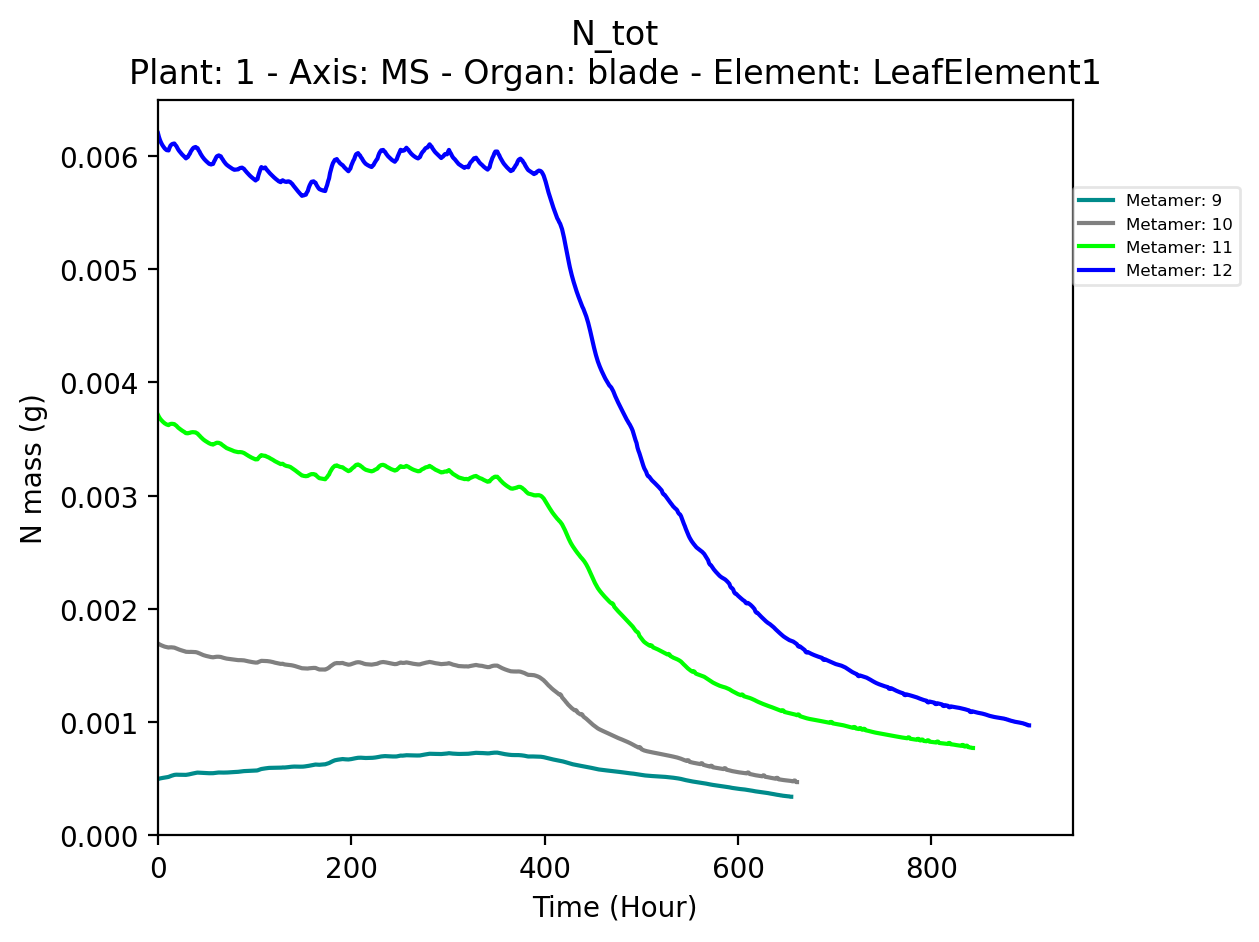 N_tot
Plant: 1 - Axis: MS - Organ: blade - Element: LeafElement1
N mass (g)
0.006
0.005
0.004
0.003
0.002
0.001
0.000
Metamer: 9
Metamer: 10
Metamer: 11
Metamer: 12
0 200 400 600 800
Time (Hour)